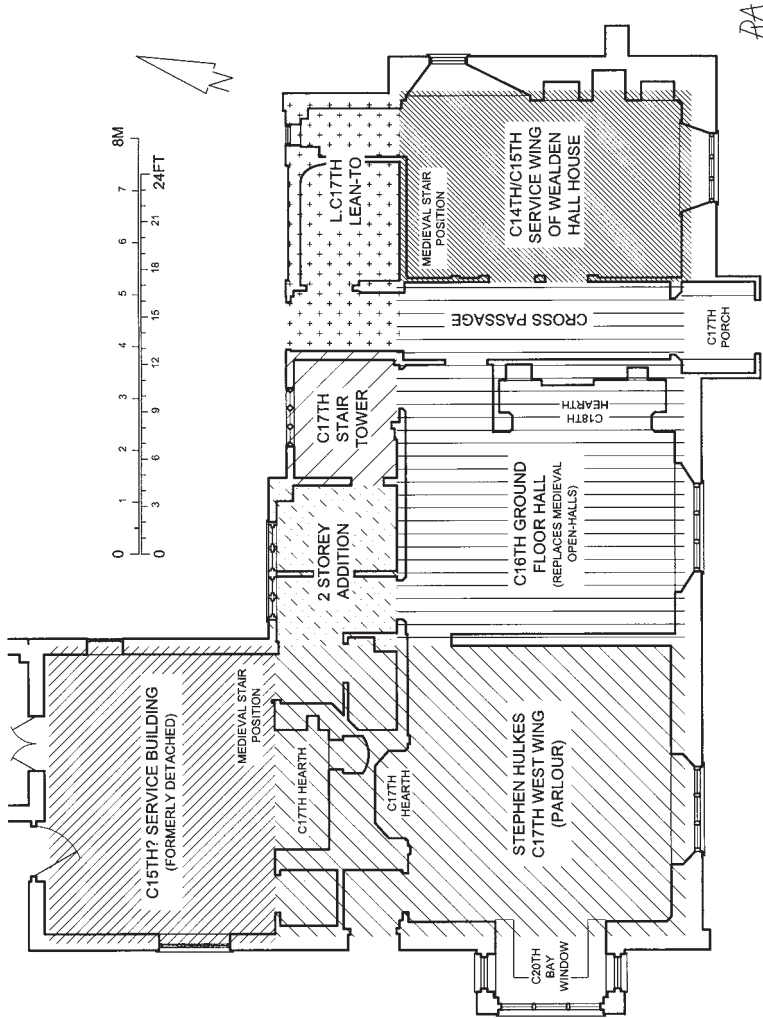 8M
24FT
7
21
6
18
5
15
4
12
3
9
2
6
1
3
0
0
N
L.C17TH
LEAN-TO
MEDIEVAL STAIR
POSITION
C14TH/C15TH
SERVICE WING
OF WEALDEN
HALL HOUSE
CROSS PASSAGE
C17TH
PORCH
C17TH
STAIR
TOWER
C18TH
HEARTH
2 STOREY
ADDITION
C16TH GROUND
FLOOR HALL
(REPLACES MEDIEVAL
OPEN-HALLS)
C15TH? SERVICE BUILDING
(FORMERLY DETACHED)
MEDIEVAL STAIR
POSITION
C17TH HEARTH
C17TH
HEARTH
STEPHEN HULKES
C17TH WEST WING
(PARLOUR)
C20TH
BAY
WINDOW